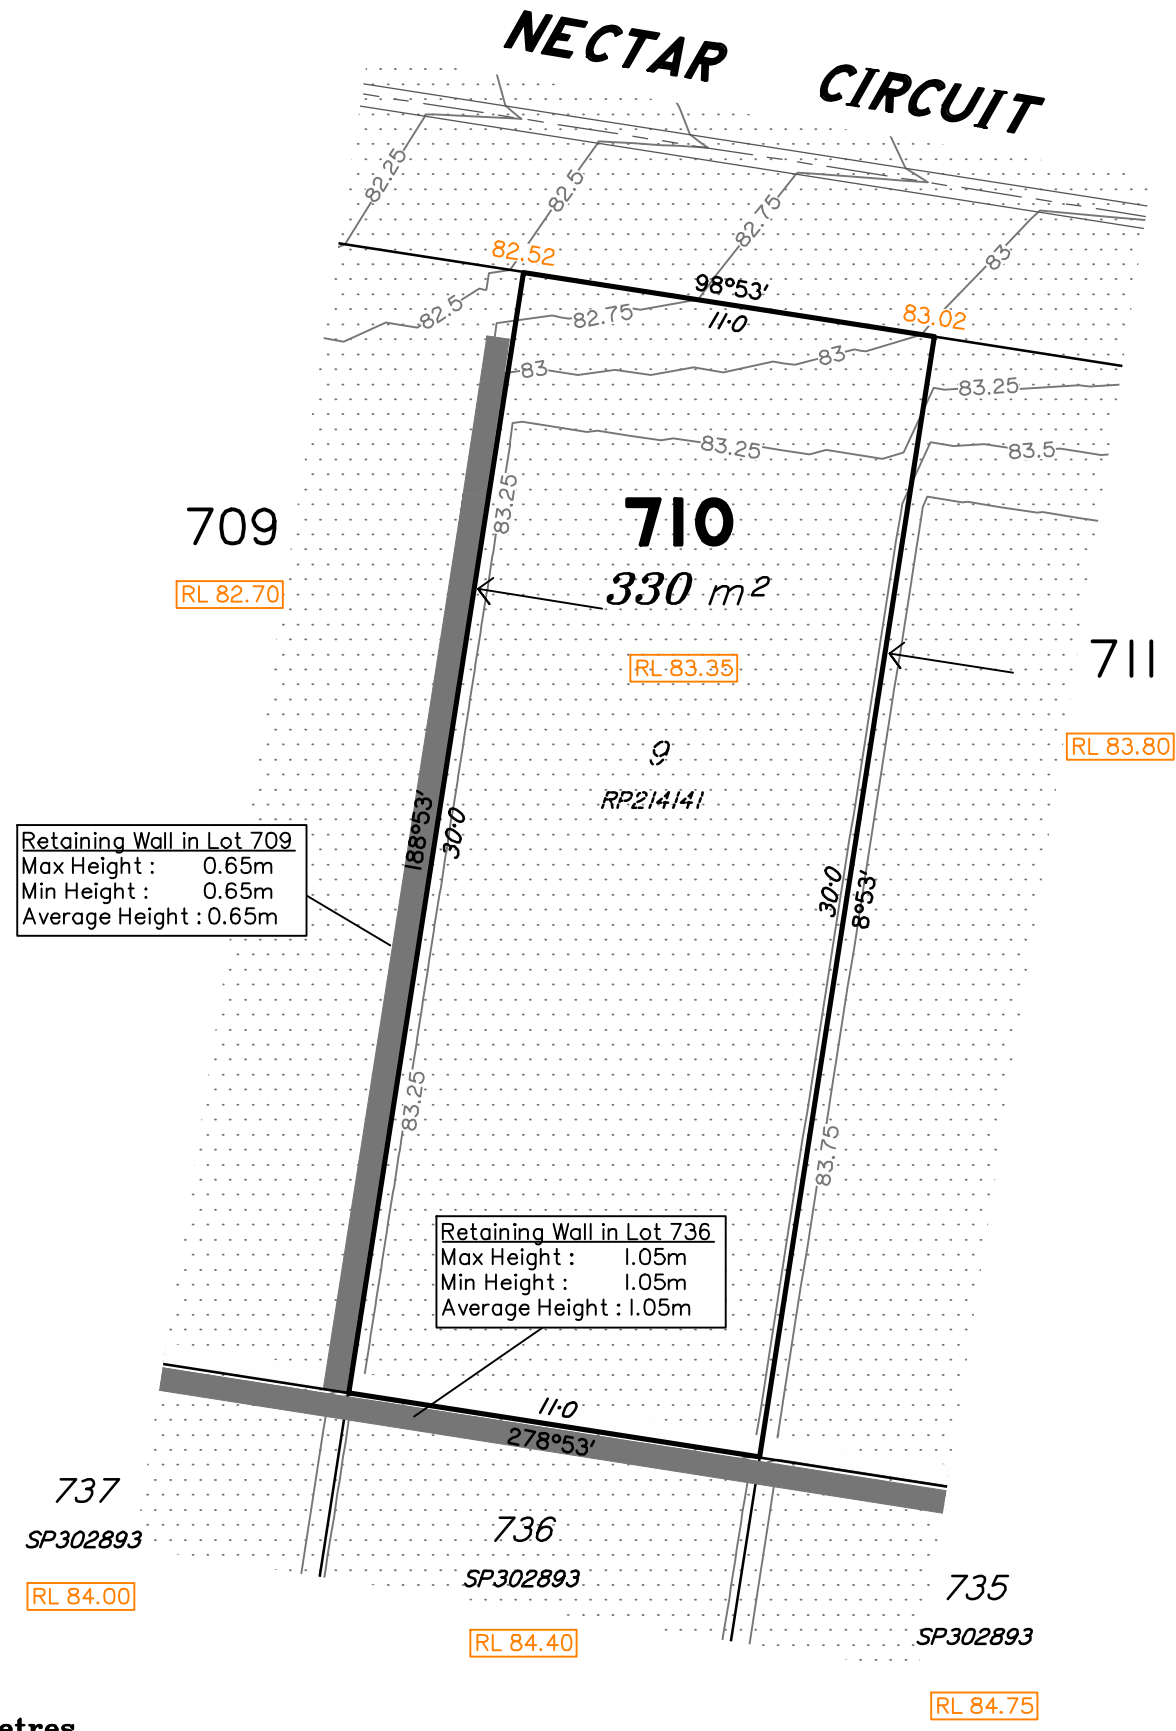 NECTAR CIRCUIT
82.25
82.5
82.75
83
82.52
98°53'
11·0
83.02
82.5
82.75
83
83
83.25
83.25
83.5
83.25
709
RL 82.70
710
330 m²
RL 83.35
711
RL 83.80
9
RP214141
188°53'
30·0
30·0
8°53'
Retaining Wall in Lot 709
Max Height : 0.65m
Min Height : 0.65m
Average Height : 0.65m
83.25
83.75
Retaining Wall in Lot 736
Max Height : 1.05m
Min Height : 1.05m
Average Height : 1.05m
11·0
278°53'
737
SP302893
RL 84.00
736
SP302893
RL 84.40
735
SP302893
RL 84.75
etres